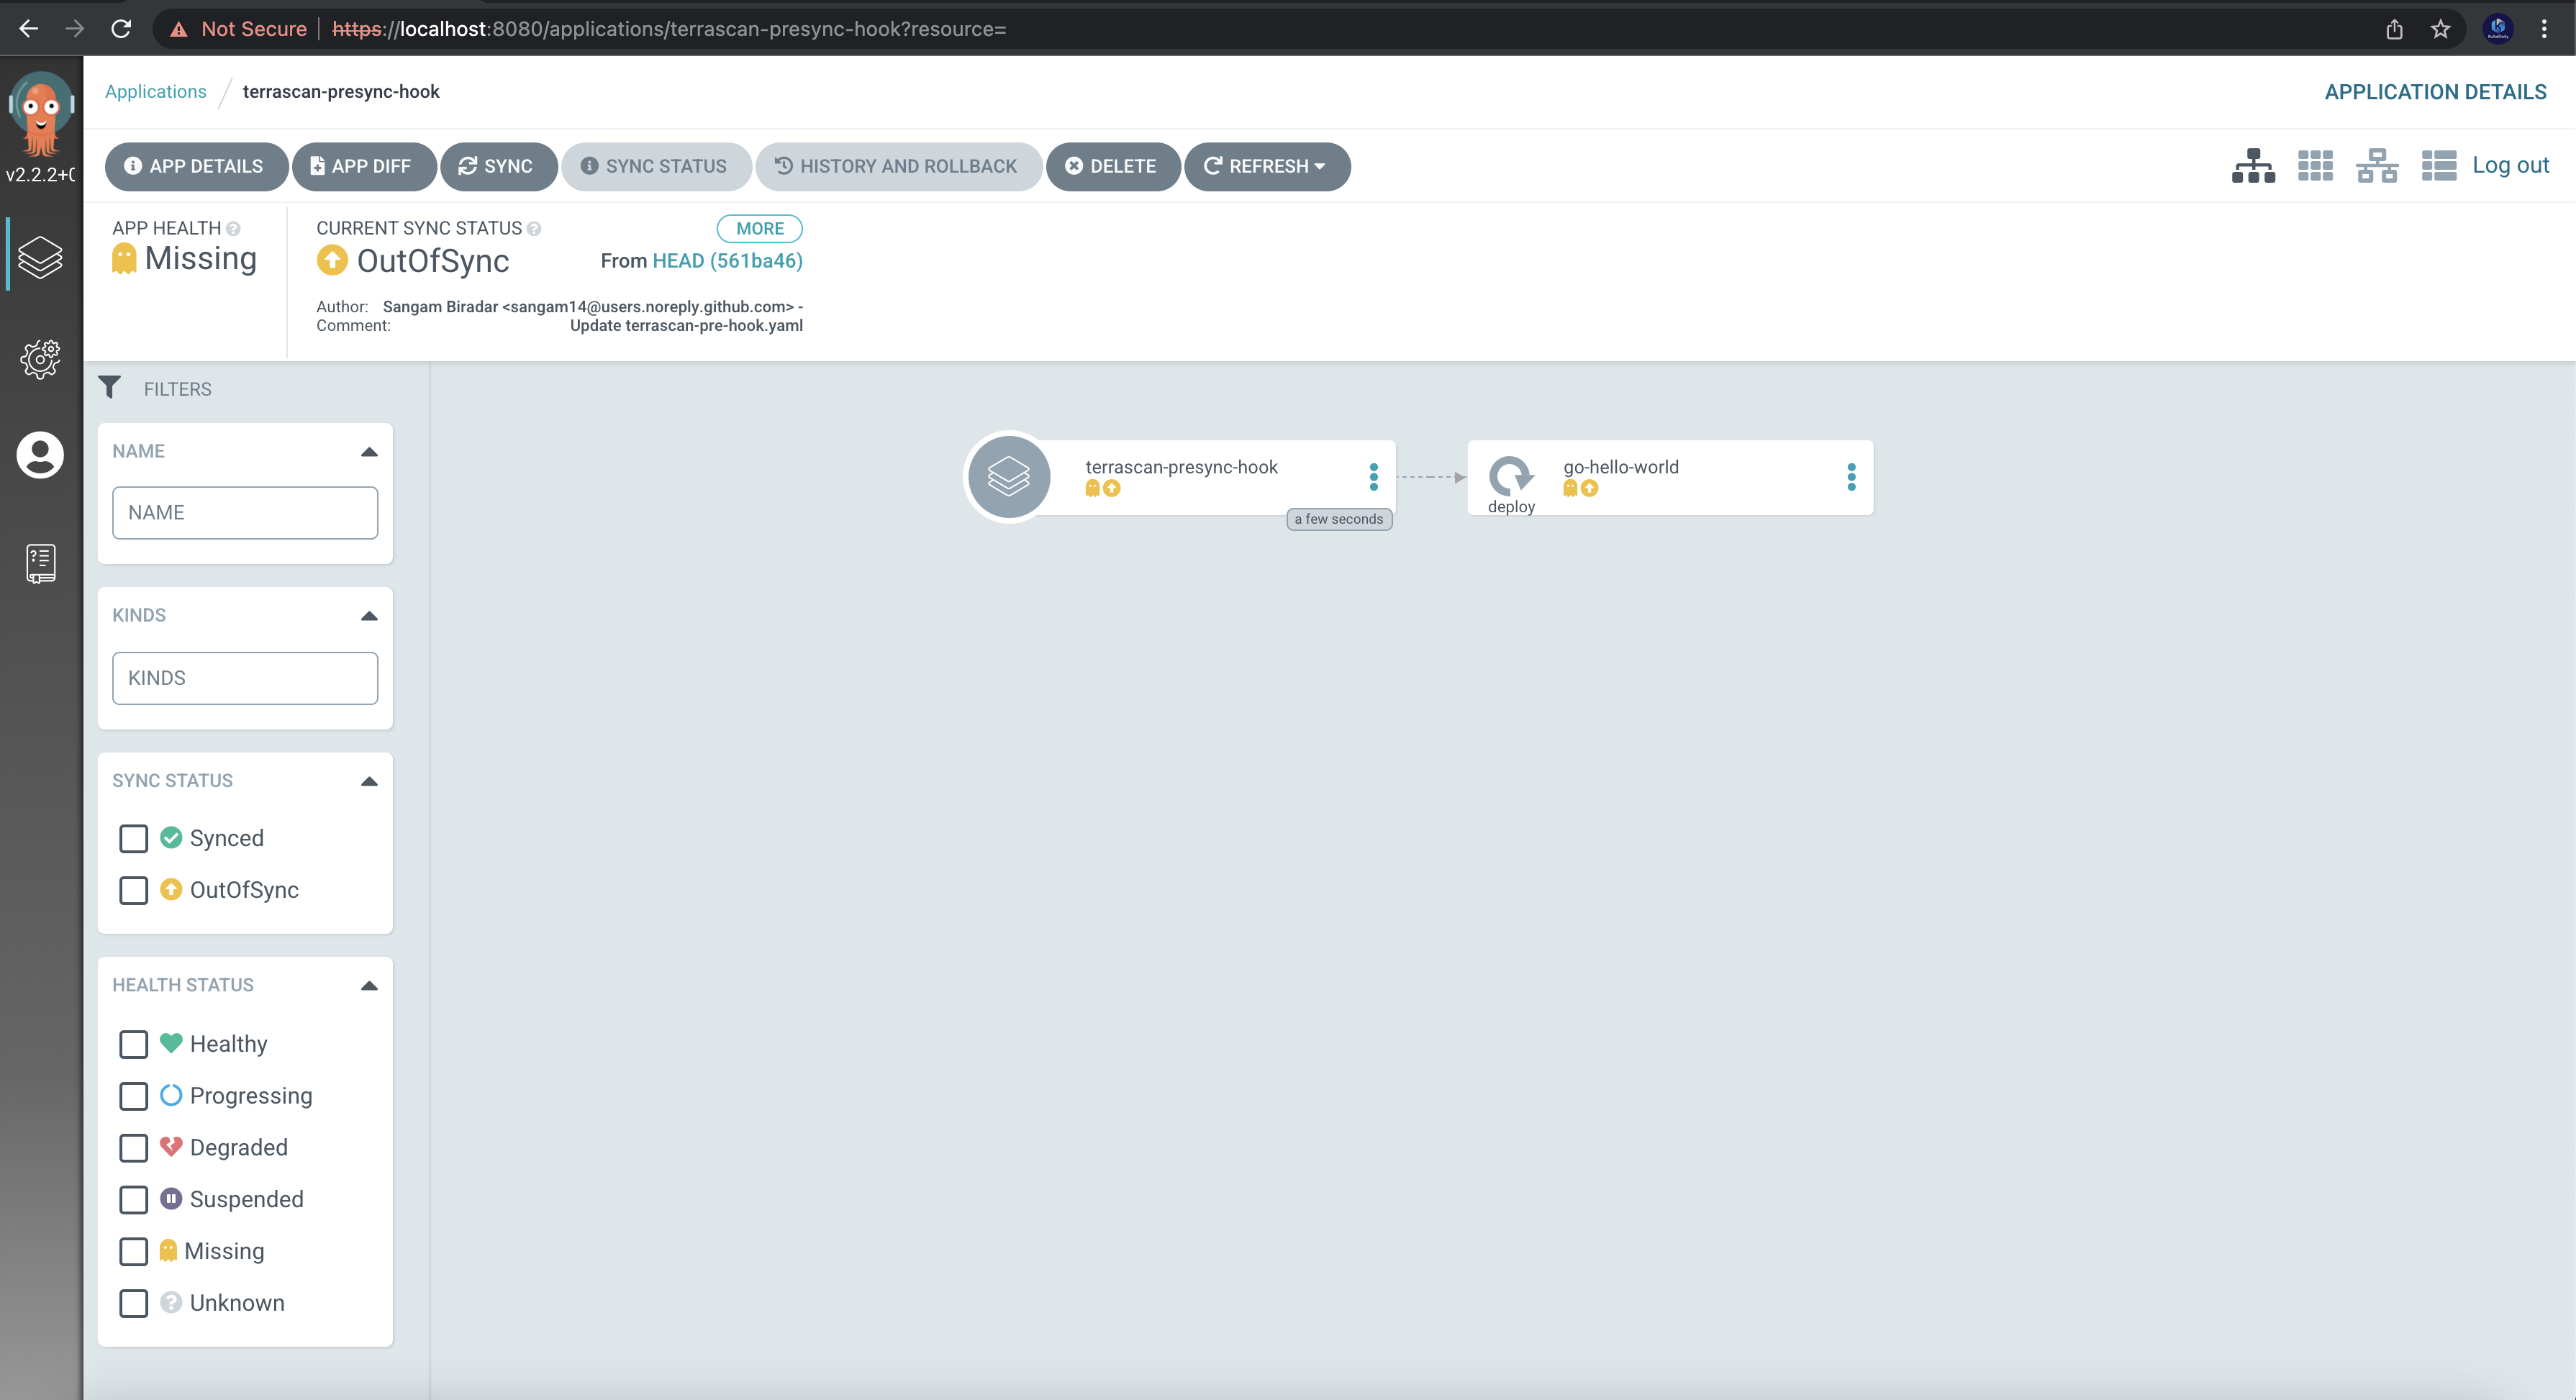 Not Secure https://localhost:8080/applications/terrascan-presync-hook?resource=
Applications / terrascan-presync-hook
APPLICATION DETAILS
v2.2.2+0
APP DETAILS
APP DIFF
SYNC
SYNC STATUS
HISTORY AND ROLLBACK
DELETE
REFRESH
Log out
APP HEALTH
Missing
CURRENT SYNC STATUS
MORE
OutOfSync
From HEAD (561ba46)
Author: Sangam Biradar <sangam14@users.noreply.github.com> -
Comment: Update terrascan-pre-hook.yaml
FILTERS
NAME
NAME
KINDS
KINDS
SYNC STATUS
Synced
OutOfSync
HEALTH STATUS
Healthy
Progressing
Degraded
Suspended
Missing
Unknown
terrascan-presync-hook
a few seconds
go-hello-world
deploy